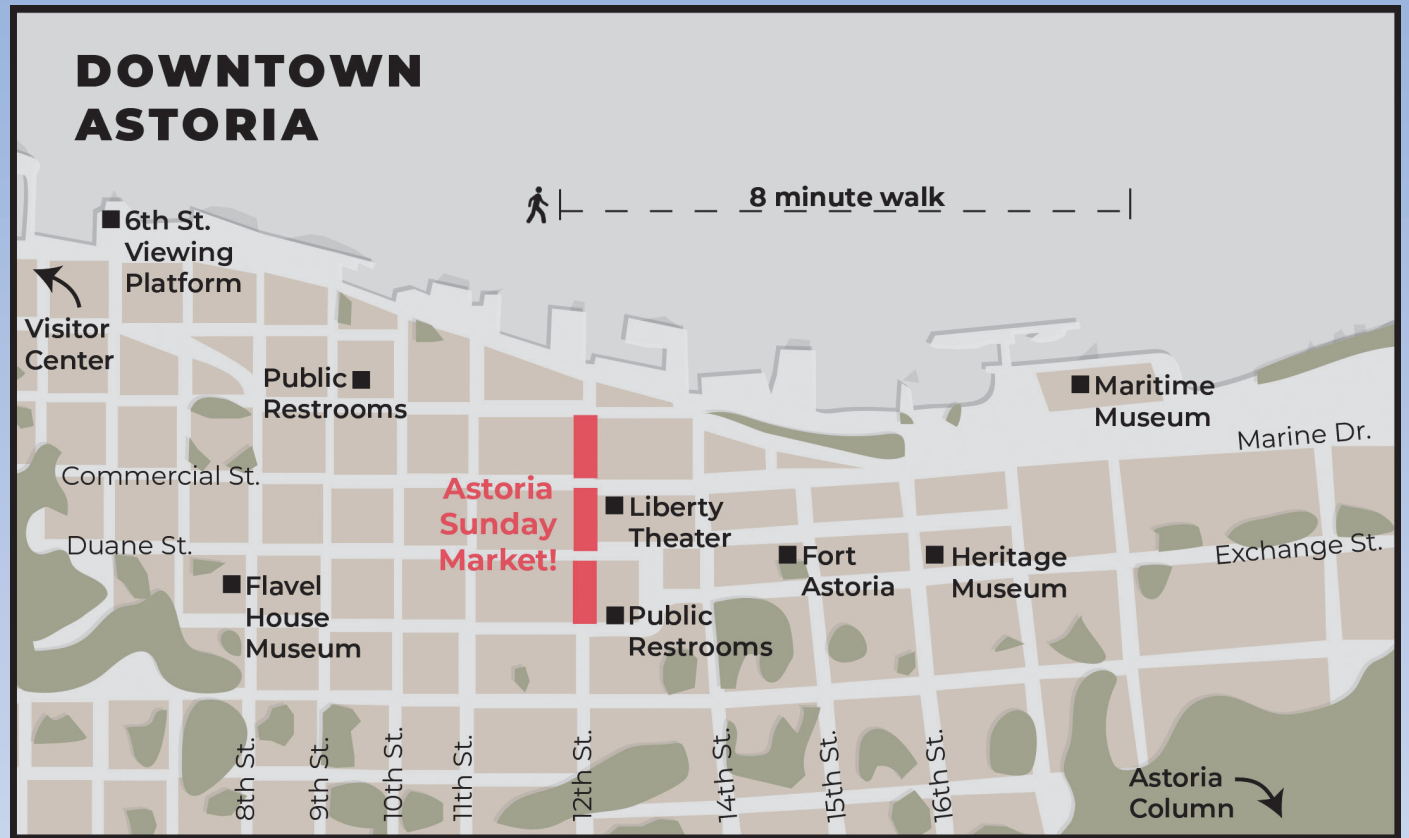 DOWNTOWN
ASTORIA
8 minute walk
6th St.
Viewing
Platform
Visitor
Center
Public
Restrooms
Maritime
Museum
Marine Dr.
Commercial St.
Astoria
Sunday
Market!
Liberty
Theater
Duane St.
Fort
Astoria
Heritage
Museum
Exchange St.
Flavel
House
Museum
Public
Restrooms
8th St.
9th St.
10th St.
11th St.
12th St.
14th St.
15th St.
16th St.
Astoria
Column